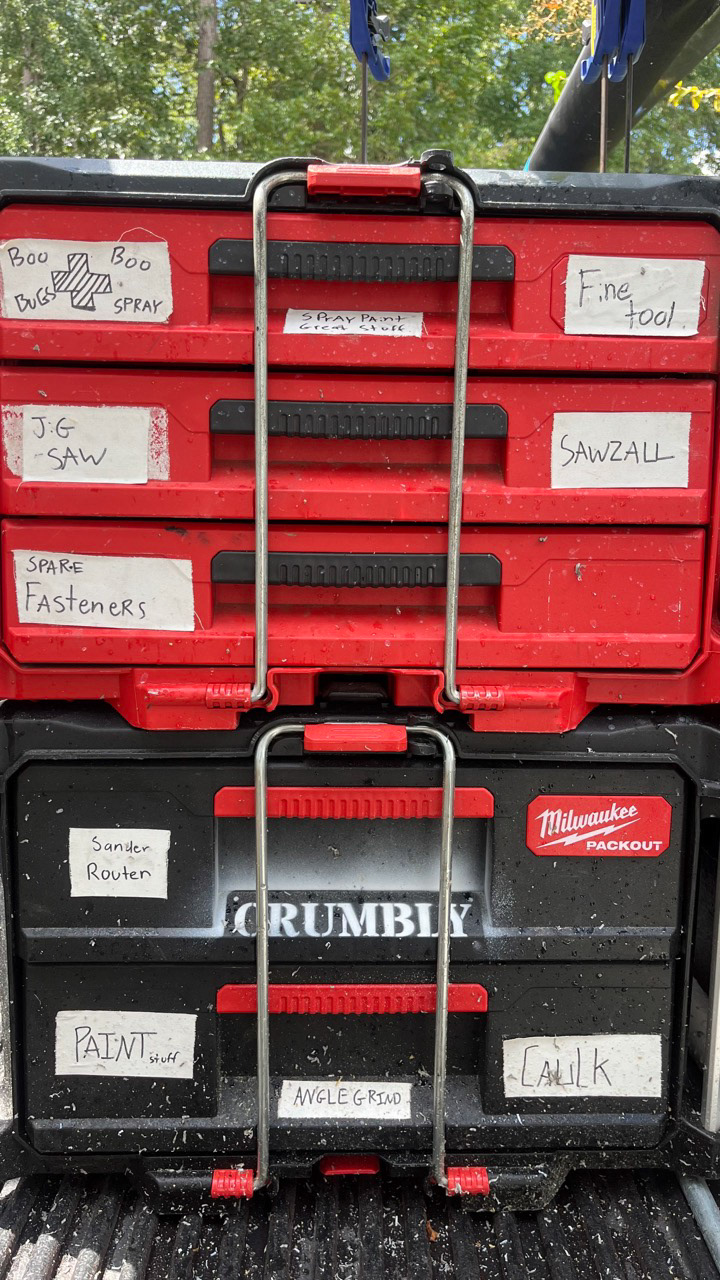 Boo Boo
BUGS SPRAY
SPRAY PAint
Great Stuff
Fine
tool
JIG
SAW
SAWZALL
SPARE
FASteneRS
Sander
Router
Milwaukee
PACKOUT
CRUMBLY
PAINT stuff
ANGLE GRIND
CAULK